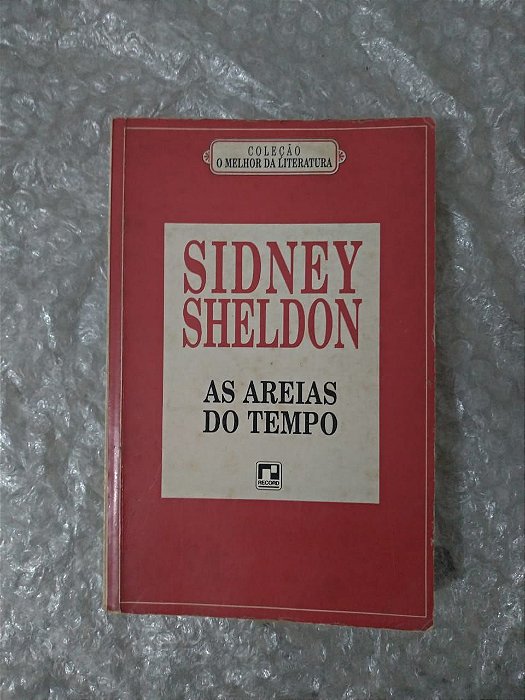 COLEÇÃO
O MELHOR DA LITERATURA
SIDNEY
SHELDON
AS AREIAS
DO TEMPO
RECORD